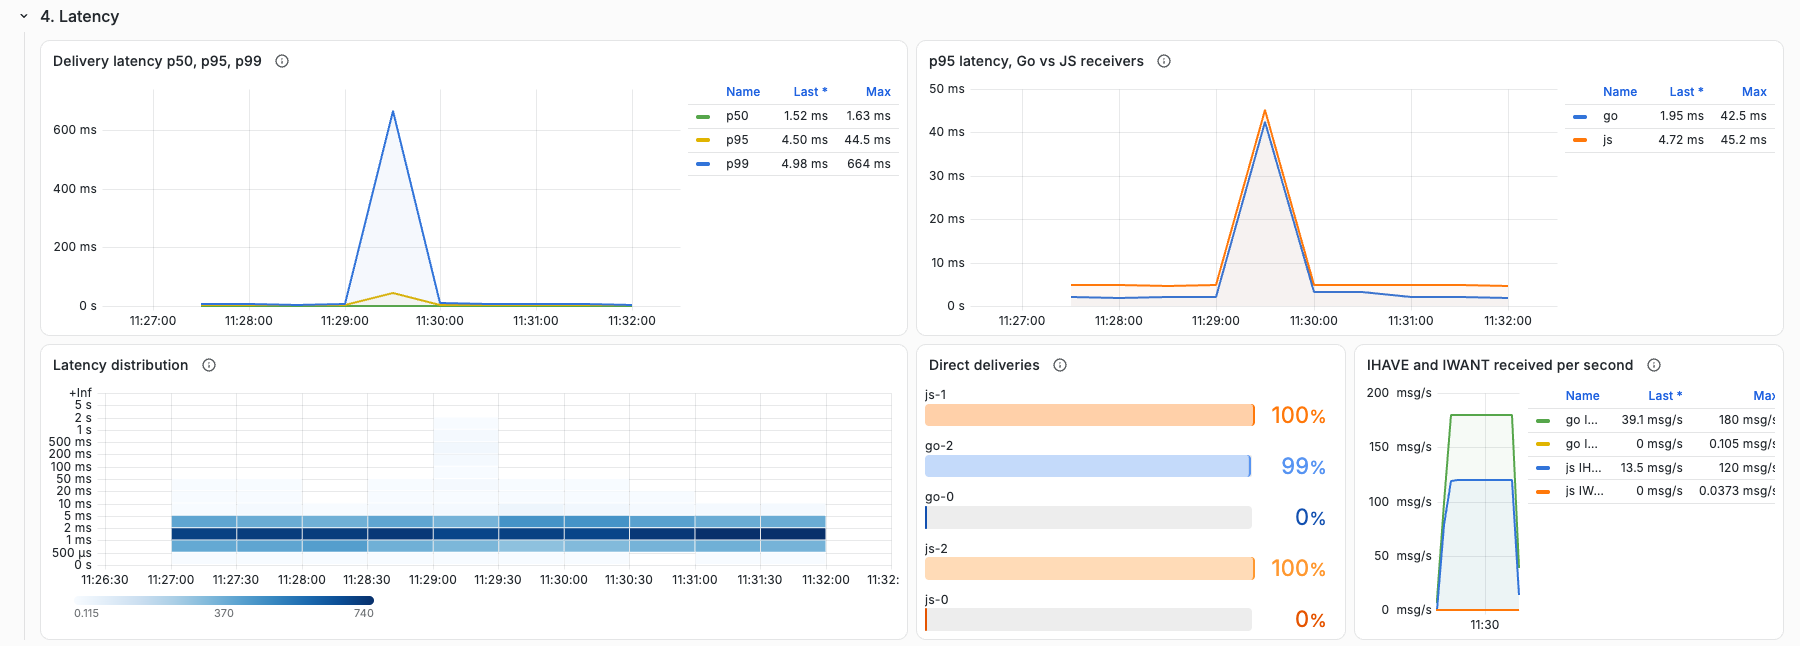 4. Latency
Delivery latency p50, p95, p99
Name Last * Max
p50 1.52 ms 1.63 ms
p95 4.50 ms 44.5 ms
p99 4.98 ms 664 ms
600 ms
400 ms
200 ms
0 s
11:27:00 11:28:00 11:29:00 11:30:00 11:31:00 11:32:00
p95 latency, Go vs JS receivers
Name Last * Max
go 1.95 ms 42.5 ms
js 4.72 ms 45.2 ms
50 ms
40 ms
30 ms
20 ms
10 ms
0 s
11:27:00 11:28:00 11:29:00 11:30:00 11:31:00 11:32:00
Latency distribution
+Inf
5 s
2 s
1 s
500 ms
200 ms
100 ms
50 ms
20 ms
10 ms
5 ms
2 ms
1 ms
500 µs
0 s
11:26:30 11:27:00 11:27:30 11:28:00 11:28:30 11:29:00 11:29:30 11:30:00 11:30:30 11:31:00 11:31:30 11:32:00 11:32:
0.115 370 740
Direct deliveries
js-1
100%
go-2
99%
go-0
0%
js-2
100%
js-0
0%
IHAVE and IWANT received per second
Name Last * Max
go I... 39.1 msg/s 180 msg/s
go I... 0 msg/s 0.105 msg/s
js IH... 13.5 msg/s 120 msg/s
js IW... 0 msg/s 0.0373 msg/s
200 msg/s
150 msg/s
100 msg/s
50 msg/s
0 msg/s
11:30